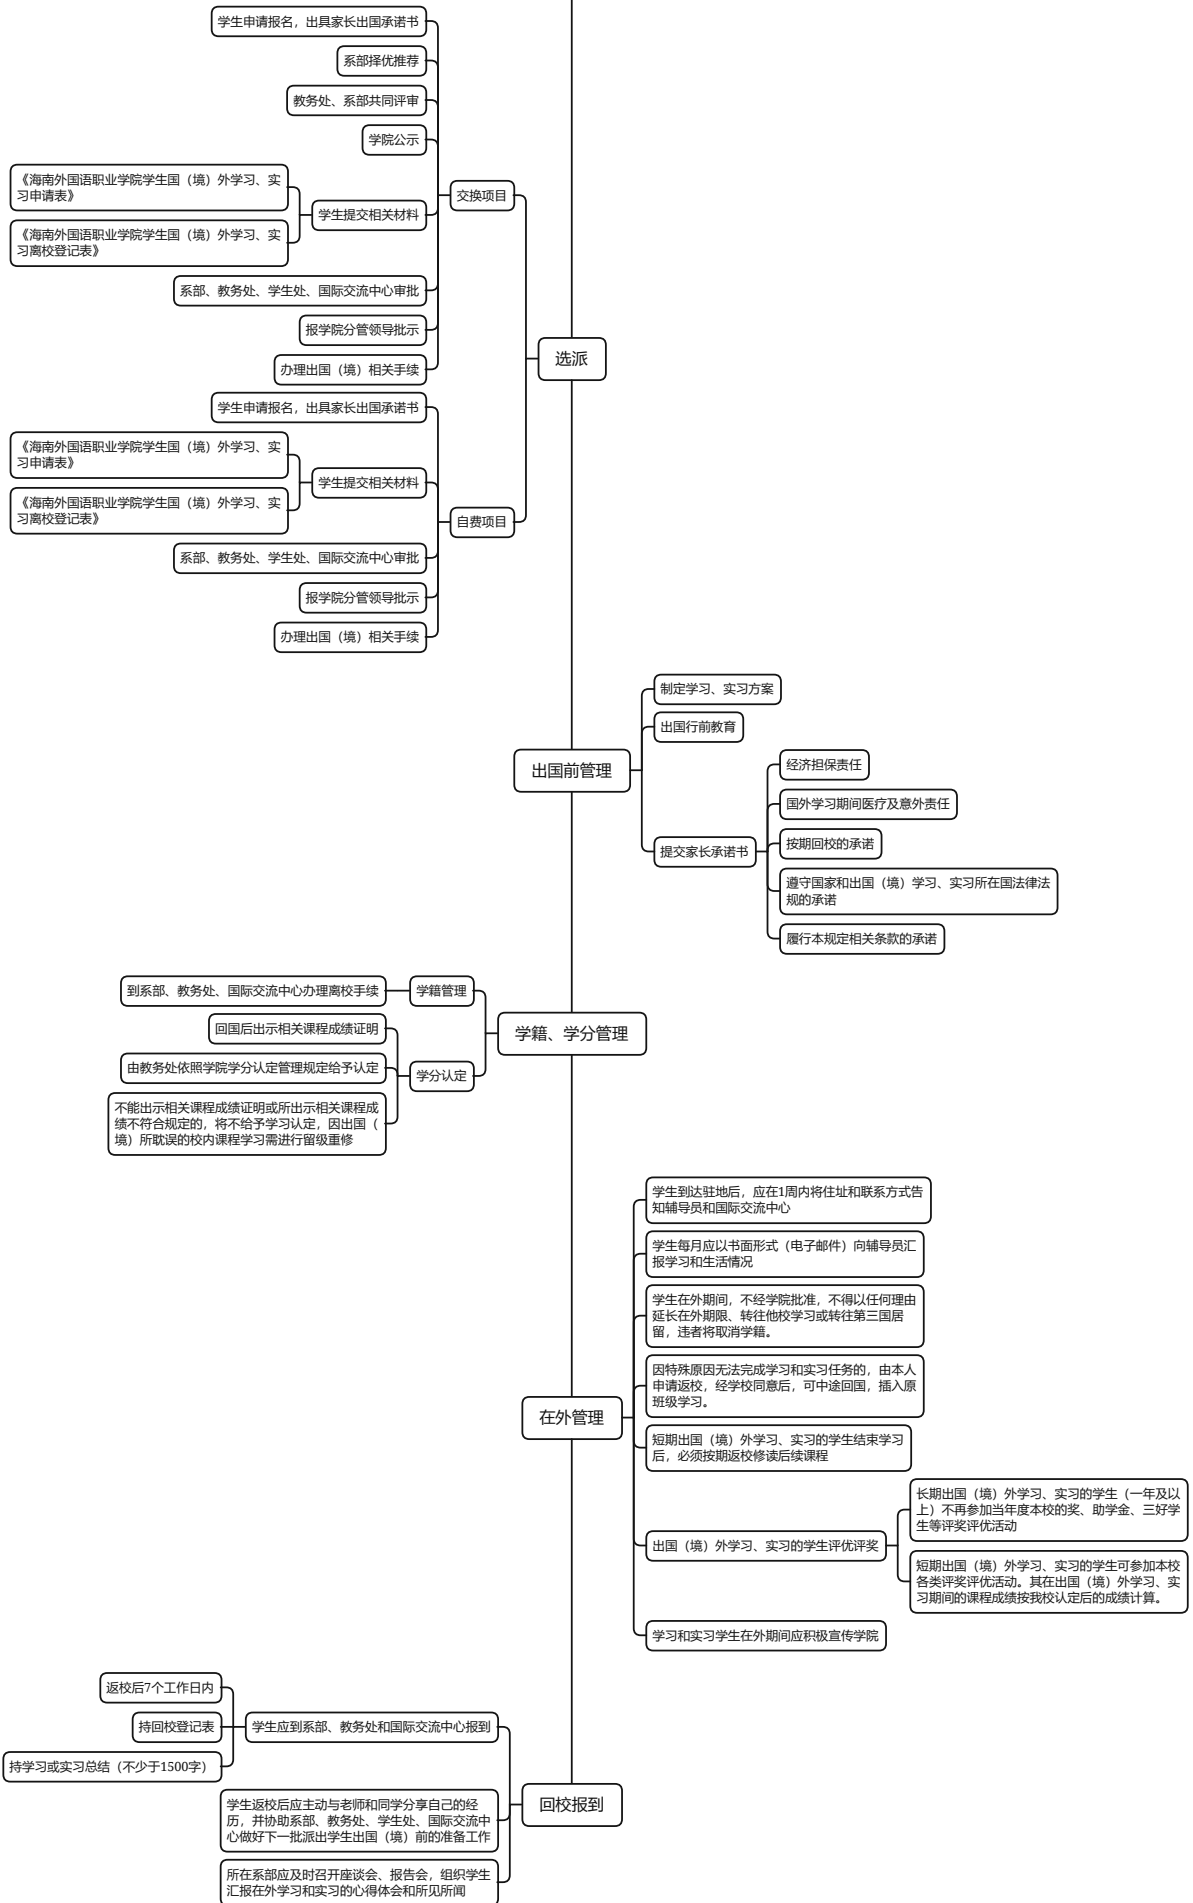 学生申请报名，出具家长出国承诺书
系部择优推荐
教务处、系部共同评审
学院公示
《海南外国语职业学院学生国（境）外学习、实
习申请表》
《海南外国语职业学院学生国（境）外学习、实
习离校登记表》
学生提交相关材料
交换项目
系部、教务处、学生处、国际交流中心审批
报学院分管领导批示
办理出国（境）相关手续
选派
学生申请报名，出具家长出国承诺书
《海南外国语职业学院学生国（境）外学习、实
习申请表》
《海南外国语职业学院学生国（境）外学习、实
习离校登记表》
学生提交相关材料
自费项目
系部、教务处、学生处、国际交流中心审批
报学院分管领导批示
办理出国（境）相关手续
制定学习、实习方案
出国行前教育
出国前管理
经济担保责任
国外学习期间医疗及意外责任
按期回校的承诺
提交家长承诺书
遵守国家和出国（境）学习、实习所在国法律法
规的承诺
履行本规定相关条款的承诺
到系部、教务处、国际交流中心办理离校手续
学籍管理
学籍、学分管理
回国后出示相关课程成绩证明
由教务处依照学院学分认定管理规定给予认定
学分认定
不能出示相关课程成绩证明或所出示相关课程成
绩不符合规定的，将不给予学习认定，因出国（
境）所耽误的校内课程学习需进行留级重修
学生到达驻地后，应在1周内将住址和联系方式告
知辅导员和国际交流中心
学生每月应以书面形式（电子邮件）向辅导员汇
报学习和生活情况
学生在外期间，不经学院批准，不得以任何理由
延长在外期限、转往他校学习或转往第三国居
留，违者将取消学籍。
因特殊原因无法完成学习和实习任务的，由本人
申请返校，经学校同意后，可中途回国，插入原
班级学习。
在外管理
短期出国（境）外学习、实习的学生结束学习
后，必须按期返校修读后续课程
长期出国（境）外学习、实习的学生（一年及以
上）不再参加当年度本校的奖、助学金、三好学
生等评奖评优活动
出国（境）外学习、实习的学生评优评奖
短期出国（境）外学习、实习的学生可参加本校
各类评奖评优活动。其在出国（境）外学习、实
习期间的课程成绩按我校认定后的成绩计算。
学习和实习学生在外期间应积极宣传学院
返校后7个工作日内
持回校登记表
学生应到系部、教务处和国际交流中心报到
持学习或实习总结（不少于1500字）
回校报到
学生返校后应主动与老师和同学分享自己的经
历，并协助系部、教务处、学生处、国际交流中
心做好下一批派出学生出国（境）前的准备工作
所在系部应及时召开座谈会、报告会，组织学生
汇报在外学习和实习的心得体会和所见所闻